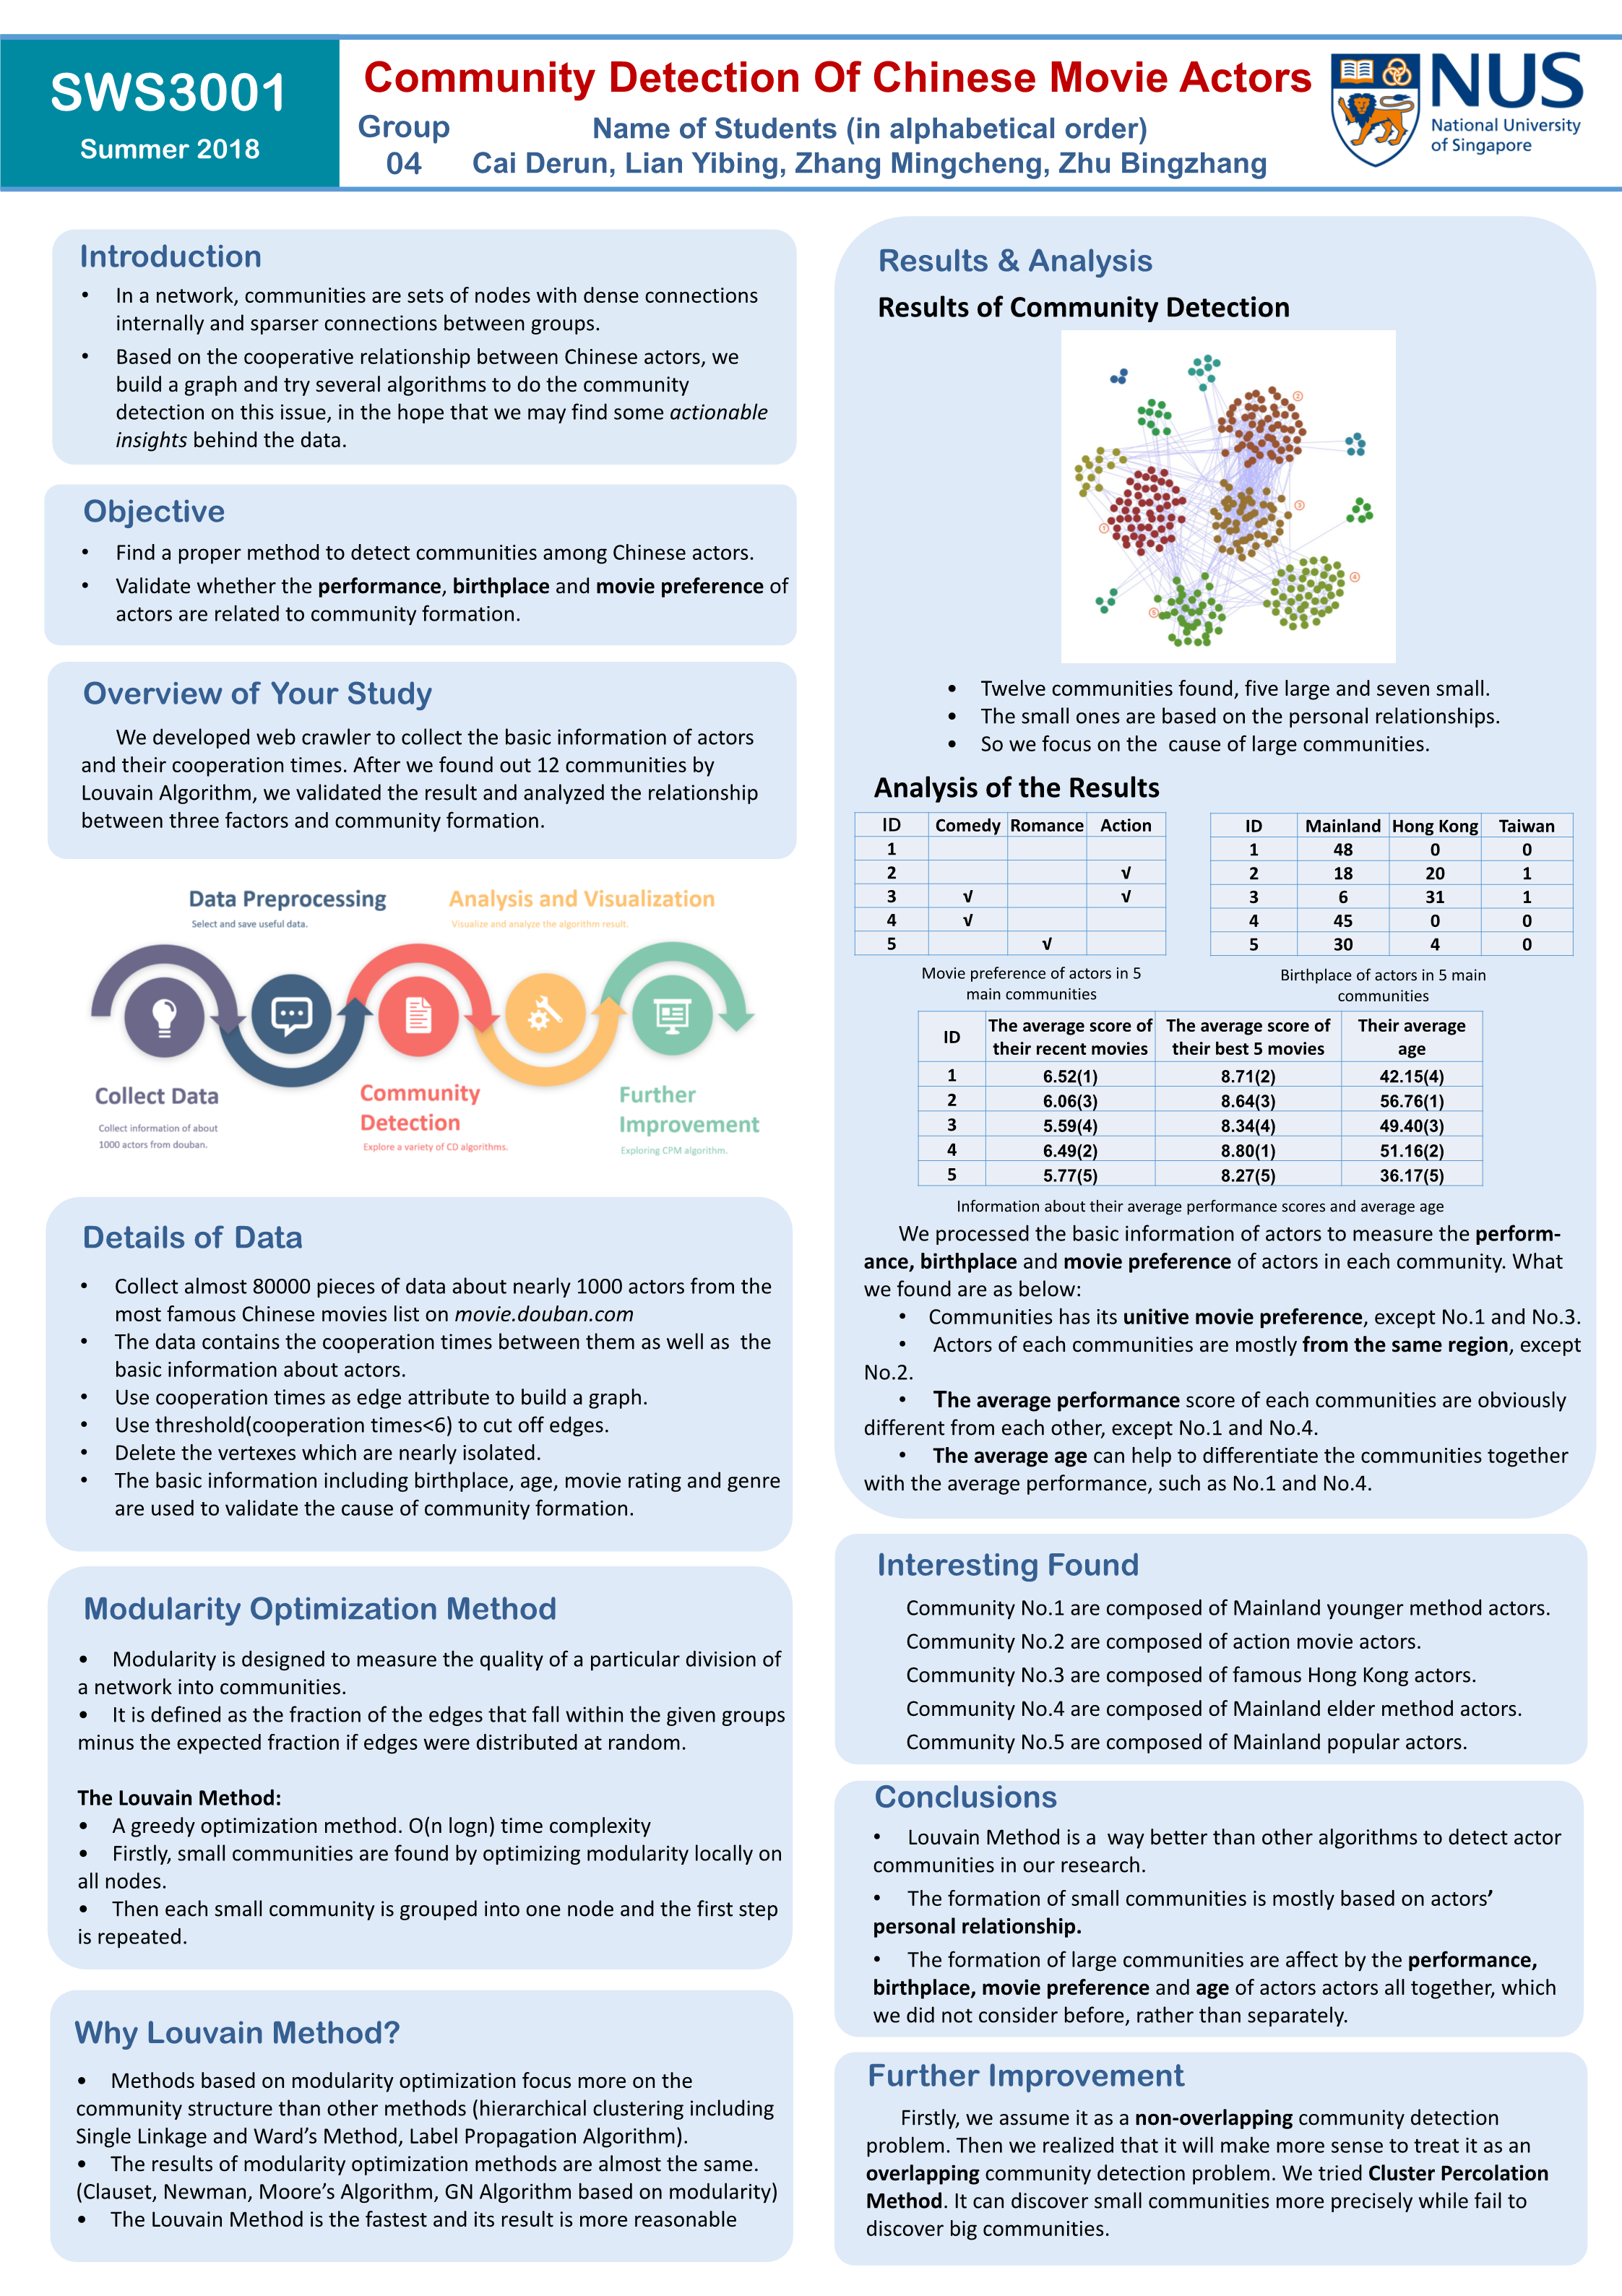 SWS3001
Summer 2018
Community Detection Of Chinese Movie Actors
Group
04
Name of Students (in alphabetical order)
Cai Derun, Lian Yibing, Zhang Mingcheng, Zhu Bingzhang
NUS
National University
of Singapore
Introduction
• In a network, communities are sets of nodes with dense connections
internally and sparser connections between groups.
• Based on the cooperative relationship between Chinese actors, we
build a graph and try several algorithms to do the community
detection on this issue, in the hope that we may find some actionable
insights behind the data.
Objective
• Find a proper method to detect communities among Chinese actors.
• Validate whether the performance, birthplace and movie preference of
actors are related to community formation.
Overview of Your Study
We developed web crawler to collect the basic information of actors
and their cooperation times. After we found out 12 communities by
Louvain Algorithm, we validated the result and analyzed the relationship
between three factors and community formation.
Data Preprocessing
Select and save useful data.
Analysis and Visualization
Visualize and analyze the algorithm result.
Collect Data
Collect information of about
1000 actors from douban.
Community
Detection
Explore a variety of CD algorithms.
Further
Improvement
Exploring CPM algorithm.
Details of Data
• Collect almost 80000 pieces of data about nearly 1000 actors from the
most famous Chinese movies list on movie.douban.com
• The data contains the cooperation times between them as well as the
basic information about actors.
• Use cooperation times as edge attribute to build a graph.
• Use threshold(cooperation times<6) to cut off edges.
• Delete the vertexes which are nearly isolated.
• The basic information including birthplace, age, movie rating and genre
are used to validate the cause of community formation.
Modularity Optimization Method
• Modularity is designed to measure the quality of a particular division of
a network into communities.
• It is defined as the fraction of the edges that fall within the given groups
minus the expected fraction if edges were distributed at random.
The Louvain Method:
• A greedy optimization method. O(n logn) time complexity
• Firstly, small communities are found by optimizing modularity locally on
all nodes.
• Then each small community is grouped into one node and the first step
is repeated.
Why Louvain Method?
• Methods based on modularity optimization focus more on the
community structure than other methods (hierarchical clustering including
Single Linkage and Ward's Method, Label Propagation Algorithm).
• The results of modularity optimization methods are almost the same.
(Clauset, Newman, Moore's Algorithm, GN Algorithm based on modularity)
• The Louvain Method is the fastest and its result is more reasonable
Results & Analysis
Results of Community Detection
2
3
1
4
5
• Twelve communities found, five large and seven small.
• The small ones are based on the personal relationships.
• So we focus on the cause of large communities.
Analysis of the Results
ID Comedy Romance Action
1
2 √
3 √ √
4 √
5 √
Movie preference of actors in 5
main communities
ID Mainland Hong Kong Taiwan
1 48 0 0
2 18 20 1
3 6 31 1
4 45 0 0
5 30 4 0
Birthplace of actors in 5 main
communities
ID The average score of their recent movies The average score of their best 5 movies Their average age
1 6.52(1) 8.71(2) 42.15(4)
2 6.06(3) 8.64(3) 56.76(1)
3 5.59(4) 8.34(4) 49.40(3)
4 6.49(2) 8.80(1) 51.16(2)
5 5.77(5) 8.27(5) 36.17(5)
Information about their average performance scores and average age
We processed the basic information of actors to measure the perform-
ance, birthplace and movie preference of actors in each community. What
we found are as below:
• Communities has its unitive movie preference, except No.1 and No.3.
• Actors of each communities are mostly from the same region, except
No.2.
• The average performance score of each communities are obviously
different from each other, except No.1 and No.4.
• The average age can help to differentiate the communities together
with the average performance, such as No.1 and No.4.
Interesting Found
Community No.1 are composed of Mainland younger method actors.
Community No.2 are composed of action movie actors.
Community No.3 are composed of famous Hong Kong actors.
Community No.4 are composed of Mainland elder method actors.
Community No.5 are composed of Mainland popular actors.
Conclusions
• Louvain Method is a way better than other algorithms to detect actor
communities in our research.
• The formation of small communities is mostly based on actors'
personal relationship.
• The formation of large communities are affect by the performance,
birthplace, movie preference and age of actors actors all together, which
we did not consider before, rather than separately.
Further Improvement
Firstly, we assume it as a non-overlapping community detection
problem. Then we realized that it will make more sense to treat it as an
overlapping community detection problem. We tried Cluster Percolation
Method. It can discover small communities more precisely while fail to
discover big communities.